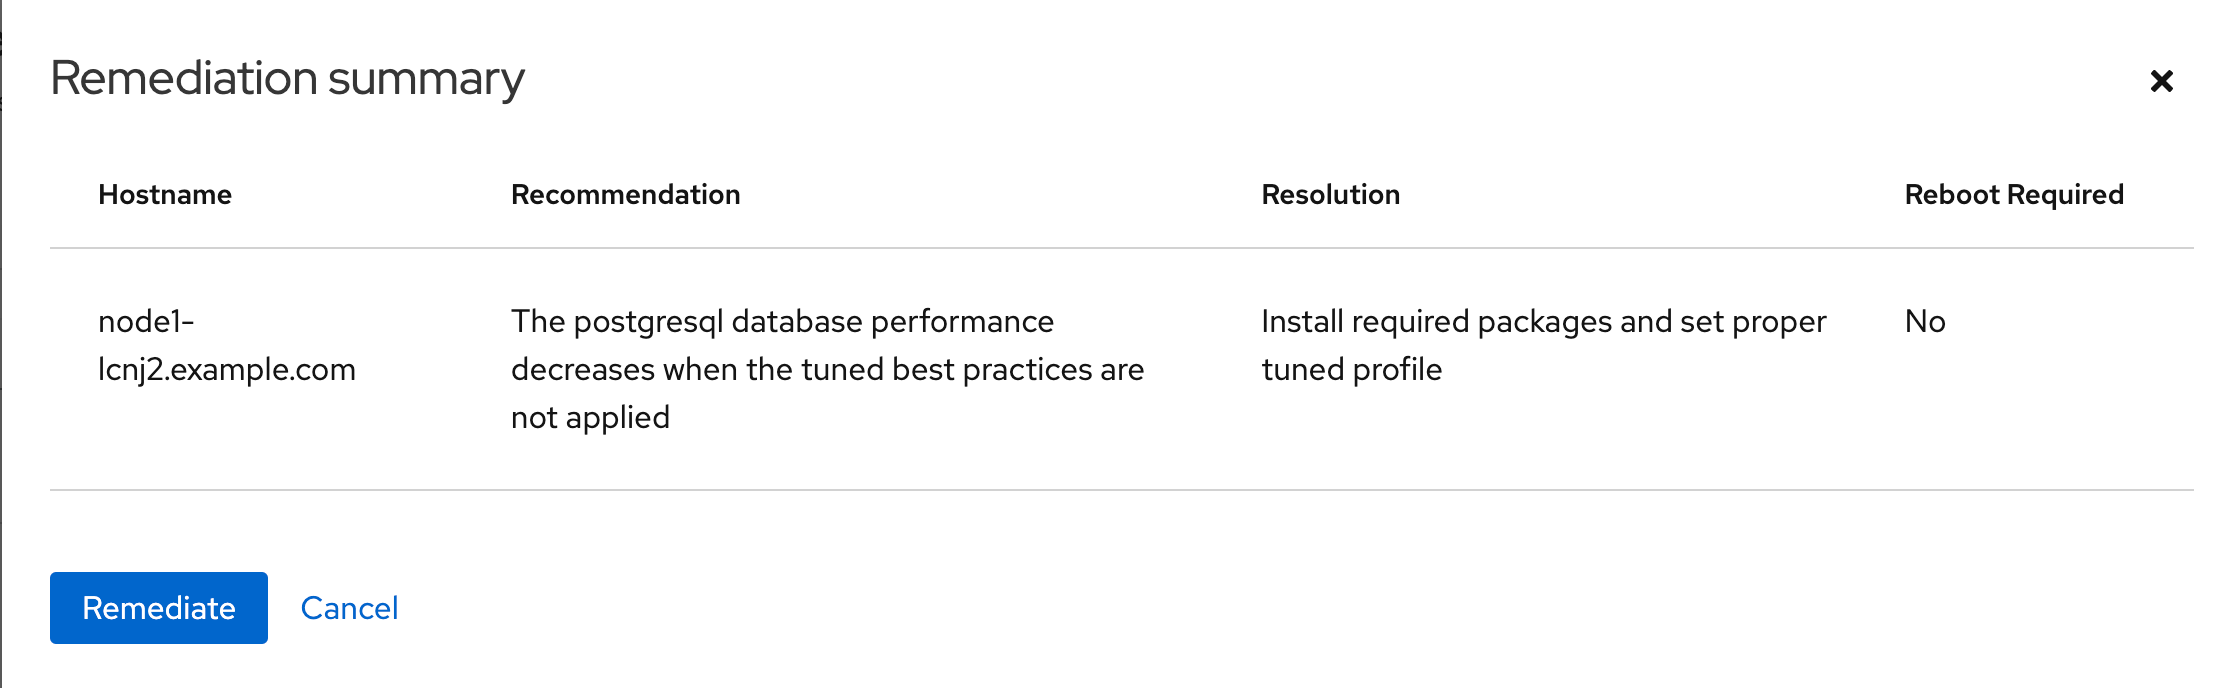 Remediation summary
Hostname Recommendation Resolution Reboot Required
node1- The postgresql database performance Install required packages and set proper No
lcnj2.example.com decreases when the tuned best practices are tuned profile
not applied
Remediate Cancel